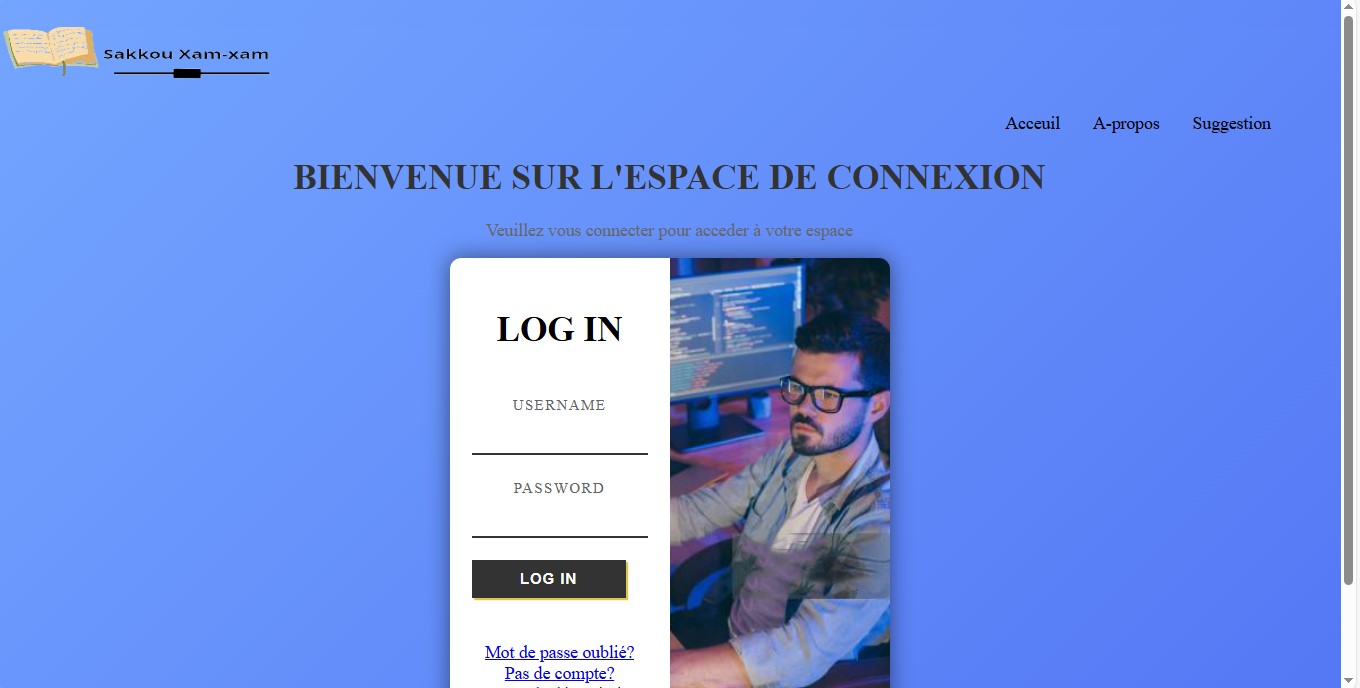 Sakkou Xam-xam
Acceuil A-propos Suggestion
BIENVENUE SUR L'ESPACE DE CONNEXION
Veuillez vous connecter pour acceder à votre espace
LOG IN
USERNAME
PASSWORD
LOG IN
Mot de passe oublié?
Pas de compte?